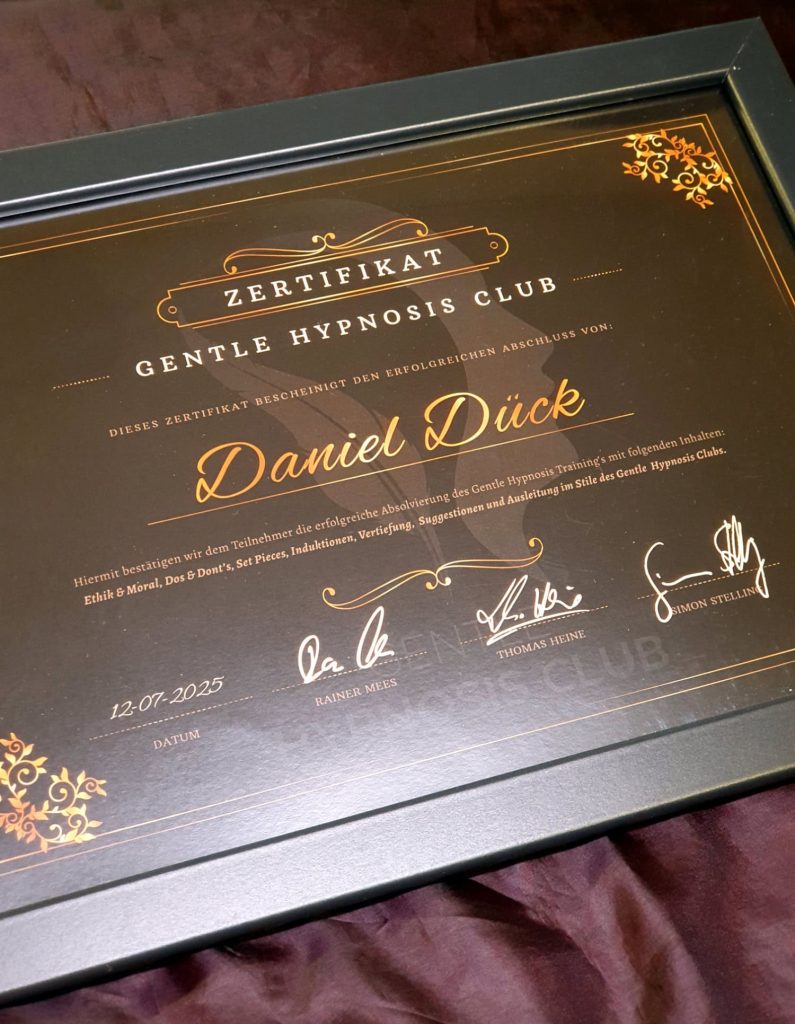 ZERTIFIKAT
GENTLE HYPNOSIS CLUB
DIESES ZERTIFIKAT BESCHEINIGT DEN ERFOLGREICHEN ABSCHLUSS VON:
Daniel Dück
Hiermit bestätigen wir dem Teilnehmer die erfolgreiche Absolvierung des Gentle Hypnosis Training's mit folgenden Inhalten:
Ethik & Moral, Dos & Dont's, Set Pieces, Induktionen, Vertiefung, Suggestionen und Ausleitung im Stile des Gentle Hypnosis Clubs.
12-07-2025
DATUM
RAINER MEES
THOMAS HEINE
SIMON STELLING